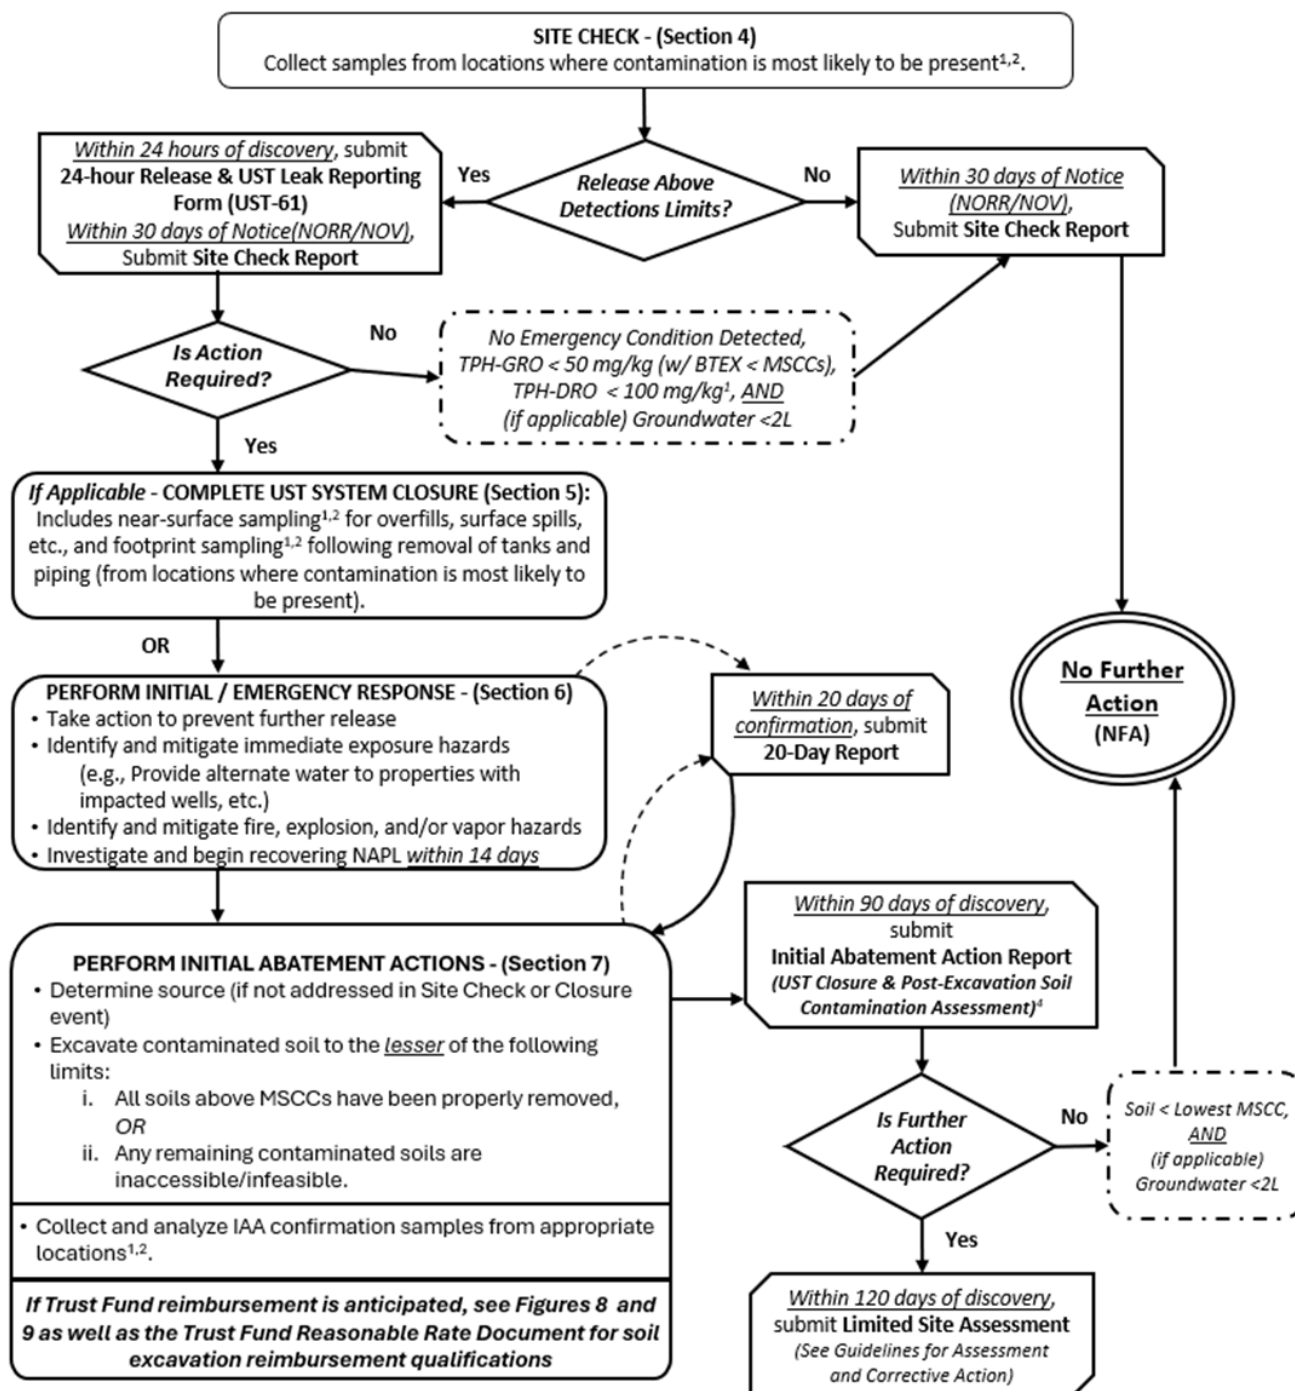 SITE CHECK - (Section 4)
Collect samples from locations where contamination is most likely to be present¹,².
Release Above
Detections Limits?
Yes
No
Within 24 hours of discovery, submit
24-hour Release & UST Leak Reporting
Form (UST-61)
Within 30 days of Notice(NORR/NOV),
Submit Site Check Report
Within 30 days of Notice
(NORR/NOV),
Submit Site Check Report
Is Action
Required?
No
Yes
No Emergency Condition Detected,
TPH-GRO < 50 mg/kg (w/ BTEX < MSCCs),
TPH-DRO < 100 mg/kg¹, AND
(if applicable) Groundwater <2L
If Applicable - COMPLETE UST SYSTEM CLOSURE (Section 5):
Includes near-surface sampling¹,² for overfills, surface spills,
etc., and footprint sampling¹,² following removal of tanks and
piping (from locations where contamination is most likely to
be present).
OR
PERFORM INITIAL / EMERGENCY RESPONSE - (Section 6)
• Take action to prevent further release
• Identify and mitigate immediate exposure hazards
(e.g., Provide alternate water to properties with
impacted wells, etc.)
• Identify and mitigate fire, explosion, and/or vapor hazards
• Investigate and begin recovering NAPL within 14 days
Within 20 days of
confirmation, submit
20-Day Report
No Further
Action
(NFA)
PERFORM INITIAL ABATEMENT ACTIONS - (Section 7)
• Determine source (if not addressed in Site Check or Closure
event)
• Excavate contaminated soil to the lesser of the following
limits:
i. All soils above MSCCs have been properly removed,
OR
ii. Any remaining contaminated soils are
inaccessible/infeasible.
• Collect and analyze IAA confirmation samples from appropriate
locations¹,².
If Trust Fund reimbursement is anticipated, see Figures 8 and
9 as well as the Trust Fund Reasonable Rate Document for soil
excavation reimbursement qualifications
Within 90 days of discovery,
submit
Initial Abatement Action Report
(UST Closure & Post-Excavation Soil
Contamination Assessment)⁴
Is Further
Action
Required?
No
Yes
Soil < Lowest MSCC,
AND
(if applicable)
Groundwater <2L
Within 120 days of discovery,
submit Limited Site Assessment
(See Guidelines for Assessment
and Corrective Action)